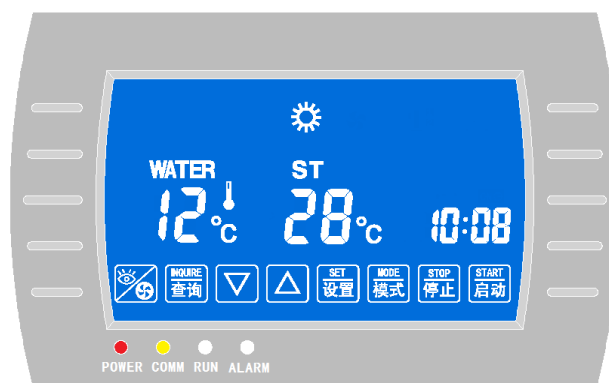 WATER ST
12°C 28°C 10:08
INQUIRE SET MODE STOP START
查询 设置 模式 停止 启动
POWER COMM RUN ALARM